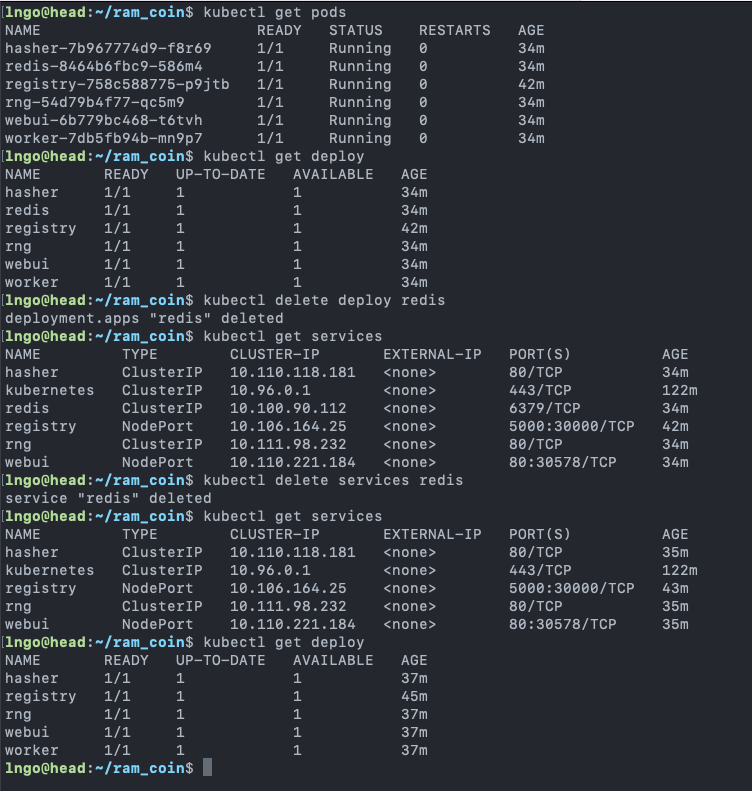 [lngo@head:~/ram_coin$ kubectl get pods
NAME                        READY   STATUS    RESTARTS   AGE
hasher-7b967774d9-f8r69     1/1     Running   0          34m
redis-8464b6fbc9-586m4      1/1     Running   0          34m
registry-758c588775-p9jtb   1/1     Running   0          42m
rng-54d79b4f77-qc5m9        1/1     Running   0          34m
webui-6b779bc468-t6tvh      1/1     Running   0          34m
worker-7db5fb94b-mn9p7      1/1     Running   0          34m
[lngo@head:~/ram_coin$ kubectl get deploy
NAME       READY   UP-TO-DATE   AVAILABLE   AGE
hasher     1/1     1            1           34m
redis      1/1     1            1           34m
registry   1/1     1            1           42m
rng        1/1     1            1           34m
webui      1/1     1            1           34m
worker     1/1     1            1           34m
[lngo@head:~/ram_coin$ kubectl delete deploy redis
deployment.apps "redis" deleted
[lngo@head:~/ram_coin$ kubectl get services
NAME         TYPE        CLUSTER-IP       EXTERNAL-IP   PORT(S)          AGE
hasher       ClusterIP   10.110.118.181   <none>        80/TCP           34m
kubernetes   ClusterIP   10.96.0.1        <none>        443/TCP          122m
redis        ClusterIP   10.100.90.112    <none>        6379/TCP         34m
registry     NodePort    10.106.164.25    <none>        5000:30000/TCP   42m
rng          ClusterIP   10.111.98.232    <none>        80/TCP           34m
webui        NodePort    10.110.221.184   <none>        80:30578/TCP     34m
[lngo@head:~/ram_coin$ kubectl delete services redis
service "redis" deleted
[lngo@head:~/ram_coin$ kubectl get services
NAME         TYPE        CLUSTER-IP       EXTERNAL-IP   PORT(S)          AGE
hasher       ClusterIP   10.110.118.181   <none>        80/TCP           35m
kubernetes   ClusterIP   10.96.0.1        <none>        443/TCP          122m
registry     NodePort    10.106.164.25    <none>        5000:30000/TCP   43m
rng          ClusterIP   10.111.98.232    <none>        80/TCP           35m
webui        NodePort    10.110.221.184   <none>        80:30578/TCP     35m
[lngo@head:~/ram_coin$ kubectl get deploy
NAME       READY   UP-TO-DATE   AVAILABLE   AGE
hasher     1/1     1            1           37m
registry   1/1     1            1           45m
rng        1/1     1            1           37m
webui      1/1     1            1           37m
worker     1/1     1            1           37m
lngo@head:~/ram_coin$